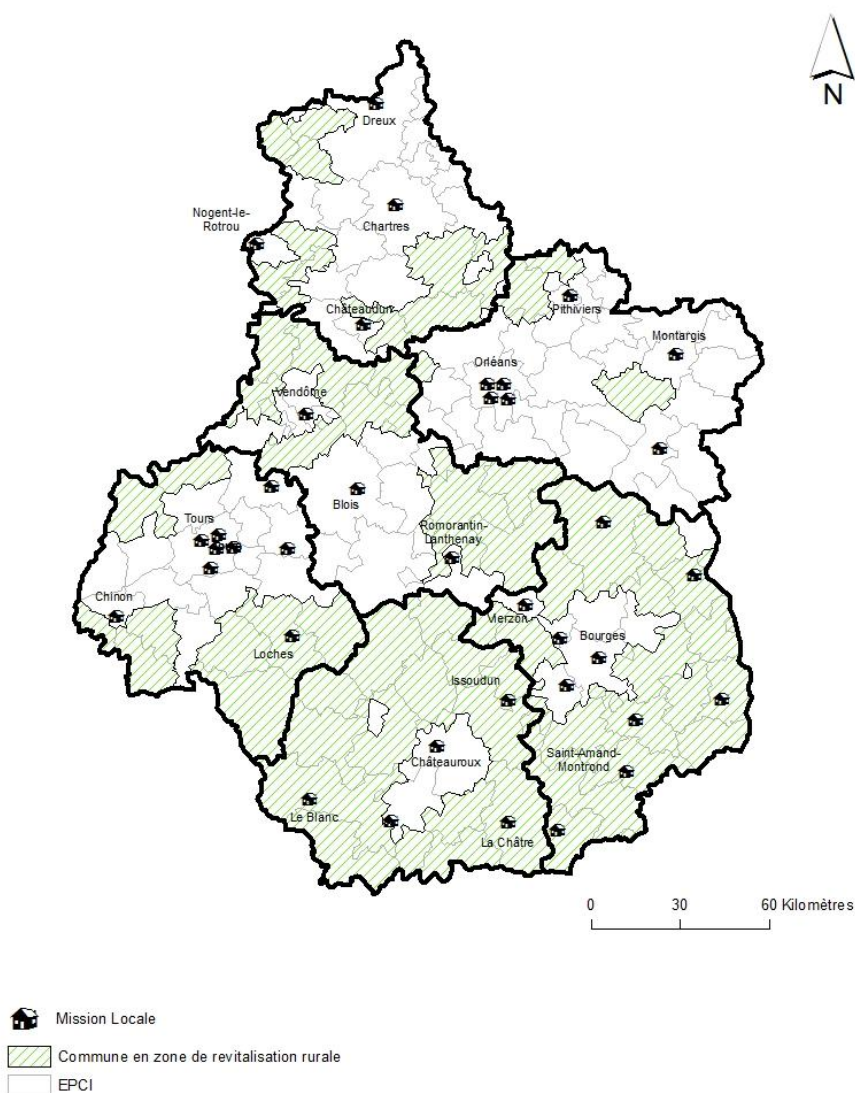 N
Dreux
Nogent-le-
Rotrou
Chartres
Châteaudun
Pithiviers
Montargis
Orléans
Vendôme
Blois
Tours
Romorantin-
Lanthenay
Chinon
Vierzon
Bourges
Loches
Issoudun
Châteauroux
Saint-Amand-
Montrond
Le Blanc
La Châtre
0 30 60 Kilomètres
Mission Locale
Commune en zone de revitalisation rurale
EPCI